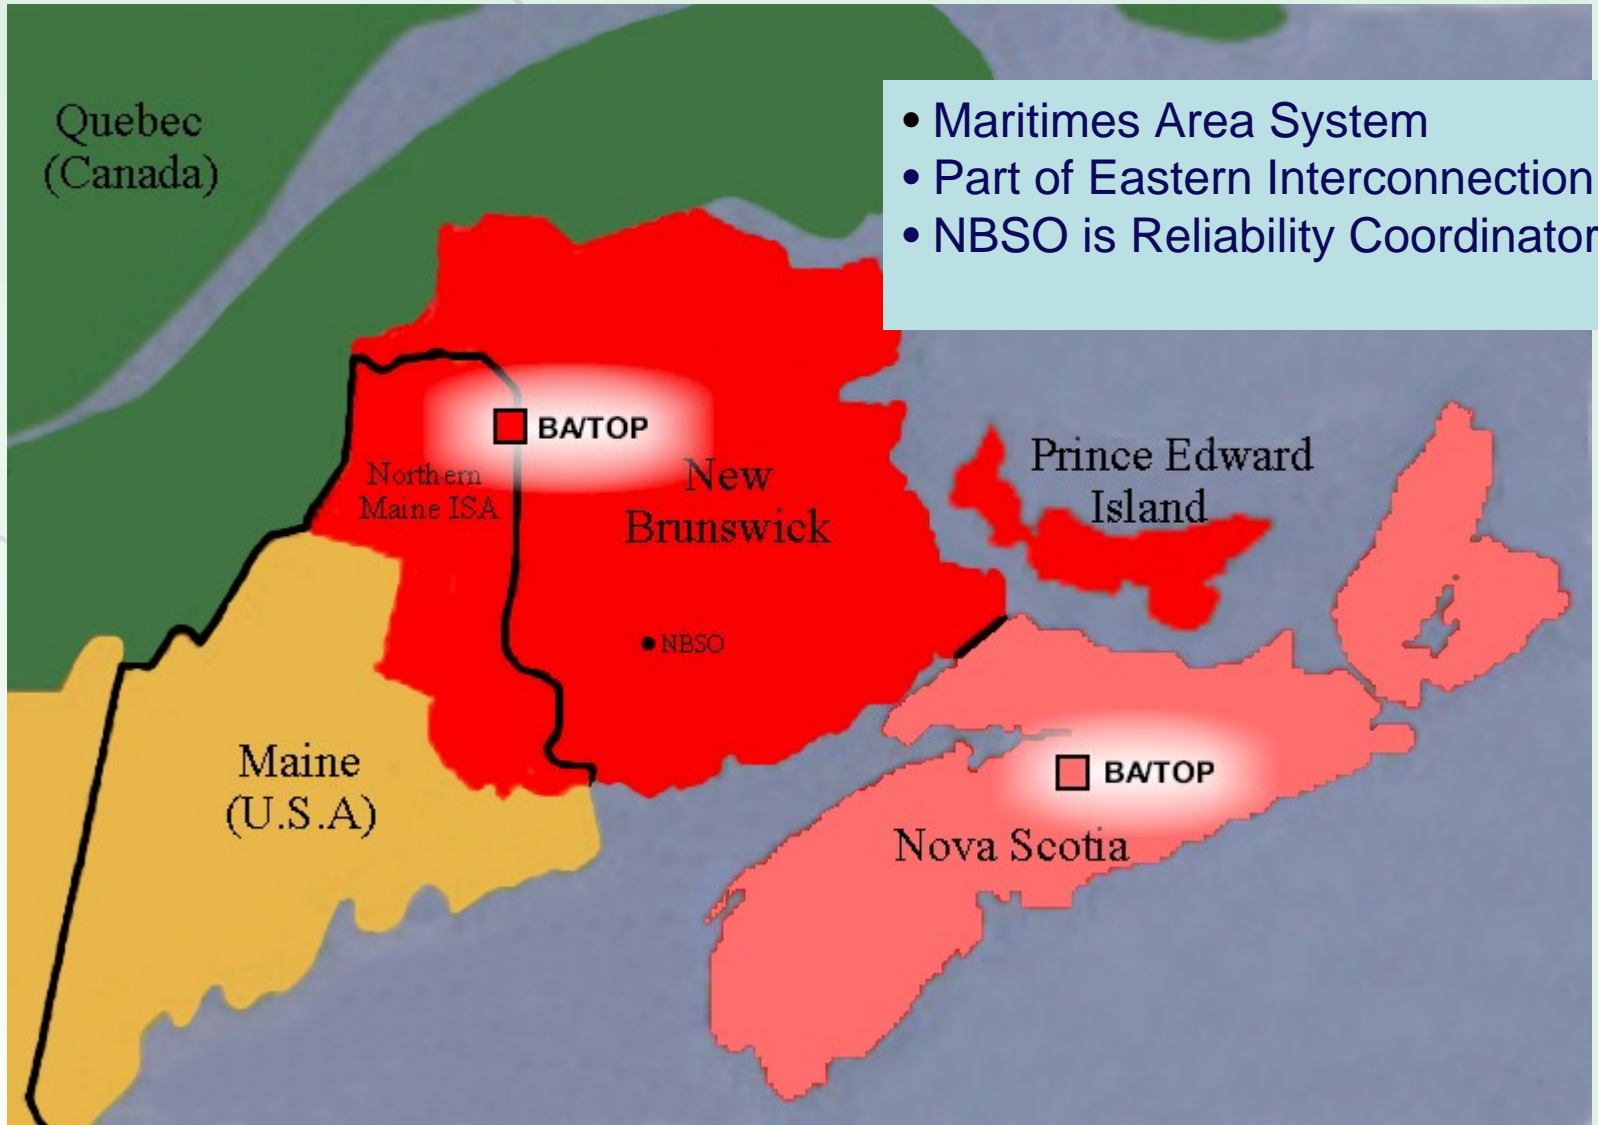 Quebec
(Canada)
• Maritimes Area System
• Part of Eastern Interconnection
• NBSO is Reliability Coordinator
BA/TOP
Northern
Maine ISA
New
Brunswick
Prince Edward
Island
NBSO
Maine
(U.S.A)
BA/TOP
Nova Scotia